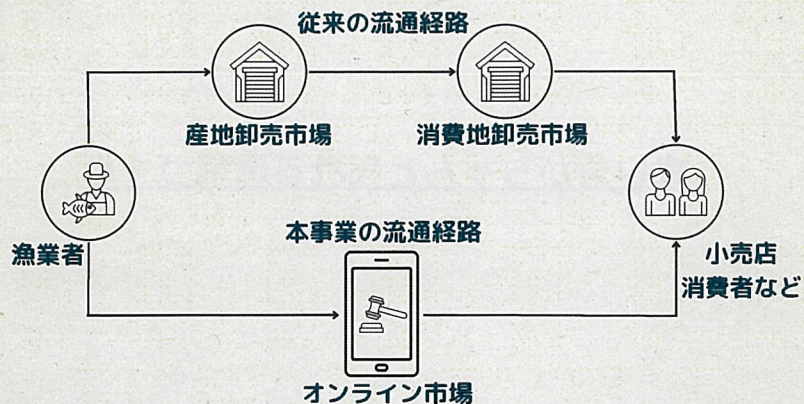 従来の流通経路
産地卸売市場
消費地卸売市場
漁業者
本事業の流通経路
小売店
消費者など
オンライン市場